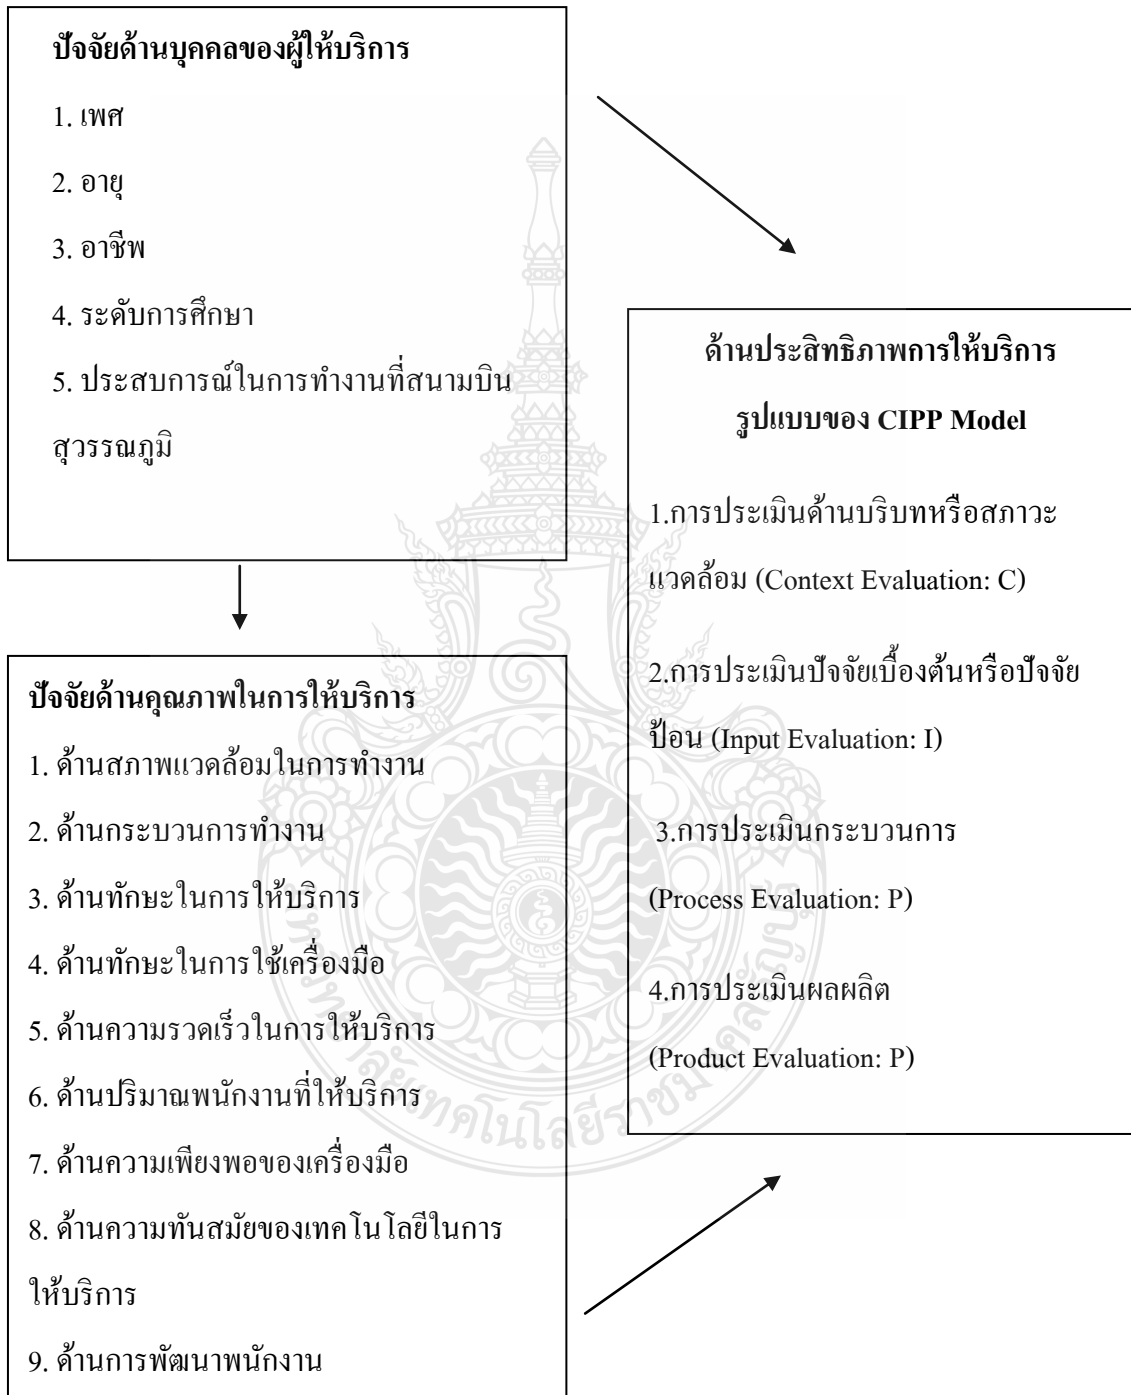 ปัจจัยด้านบุคคลของผู้ให้บริการ
1. เพศ
2. อายุ
3. อาชีพ
4. ระดับการศึกษา
5. ประสบการณ์ในการทำงานที่สนามบิน
สุวรรณภูมิ
ปัจจัยด้านคุณภาพในการให้บริการ
1. ด้านสภาพแวดล้อมในการทำงาน
2. ด้านกระบวนการทำงาน
3. ด้านทักษะในการให้บริการ
4. ด้านทักษะในการใช้เครื่องมือ
5. ด้านความรวดเร็วในการให้บริการ
6. ด้านปริมาณพนักงานที่ให้บริการ
7. ด้านความเพียงพอของเครื่องมือ
8. ด้านความทันสมัยของเทคโนโลยีในการ
ให้บริการ
9. ด้านการพัฒนาพนักงาน
ด้านประสิทธิภาพการให้บริการ
รูปแบบของ CIPP Model
1.การประเมินด้านบริบทหรือสภาวะ
แวดล้อม (Context Evaluation: C)
2.การประเมินปัจจัยเบื้องต้นหรือปัจจัย
ป้อน (Input Evaluation: I)
3.การประเมินกระบวนการ
(Process Evaluation: P)
4.การประเมินผลผลิต
(Product Evaluation: P)